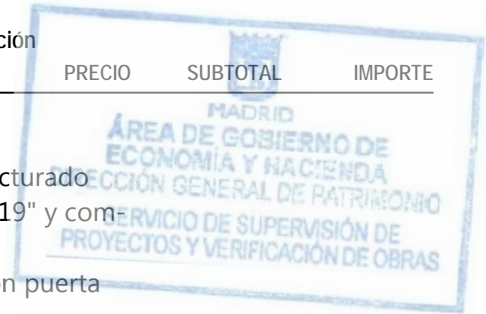 ción
PRECIO SUBTOTAL IMPORTE
MADRID
ÁREA DE GOBIERNO DE
ECONOMÍA Y HACIENDA
cturado
DIRECCIÓN GENERAL DE PATRIMONIO
19" y com-
SERVICIO DE SUPERVISIÓN DE
PROYECTOS Y VERIFICACIÓN DE OBRAS
n puerta